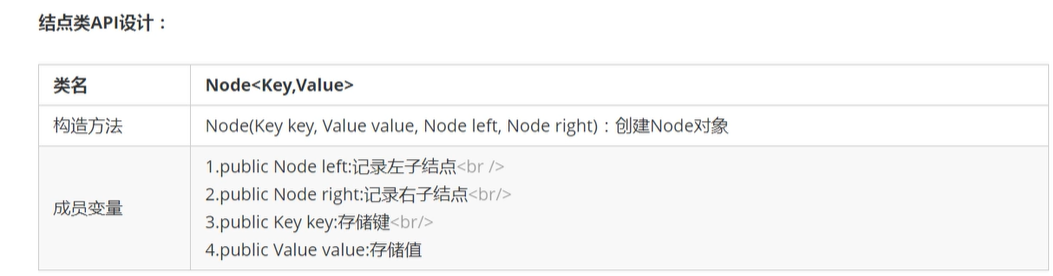 结点类API设计：
类名
Node<Key,Value>
构造方法
Node(Key key, Value value, Node left, Node right)：创建Node对象
成员变量
1.public Node left:记录左子结点<br />
2.public Node right:记录右子结点<br/>
3.public Key key:存储键<br/>
4.public Value value:存储值